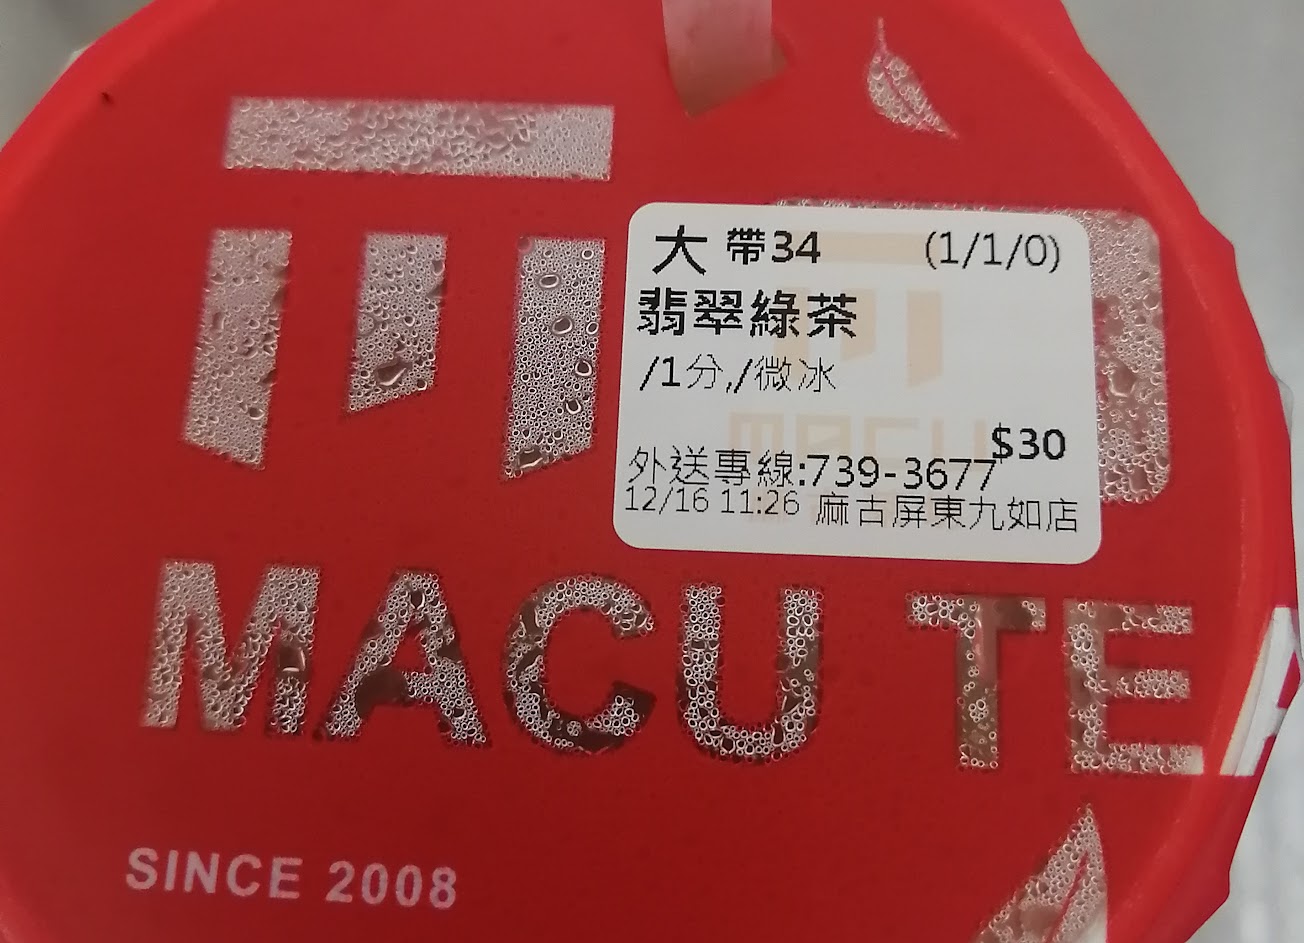 大 帶34 (1/1/0)
翡翠綠茶
/1分,/微冰
$30
外送專線:739-3677
12/16 11:26 麻古屏東九如店
MACU TE
SINCE 2008